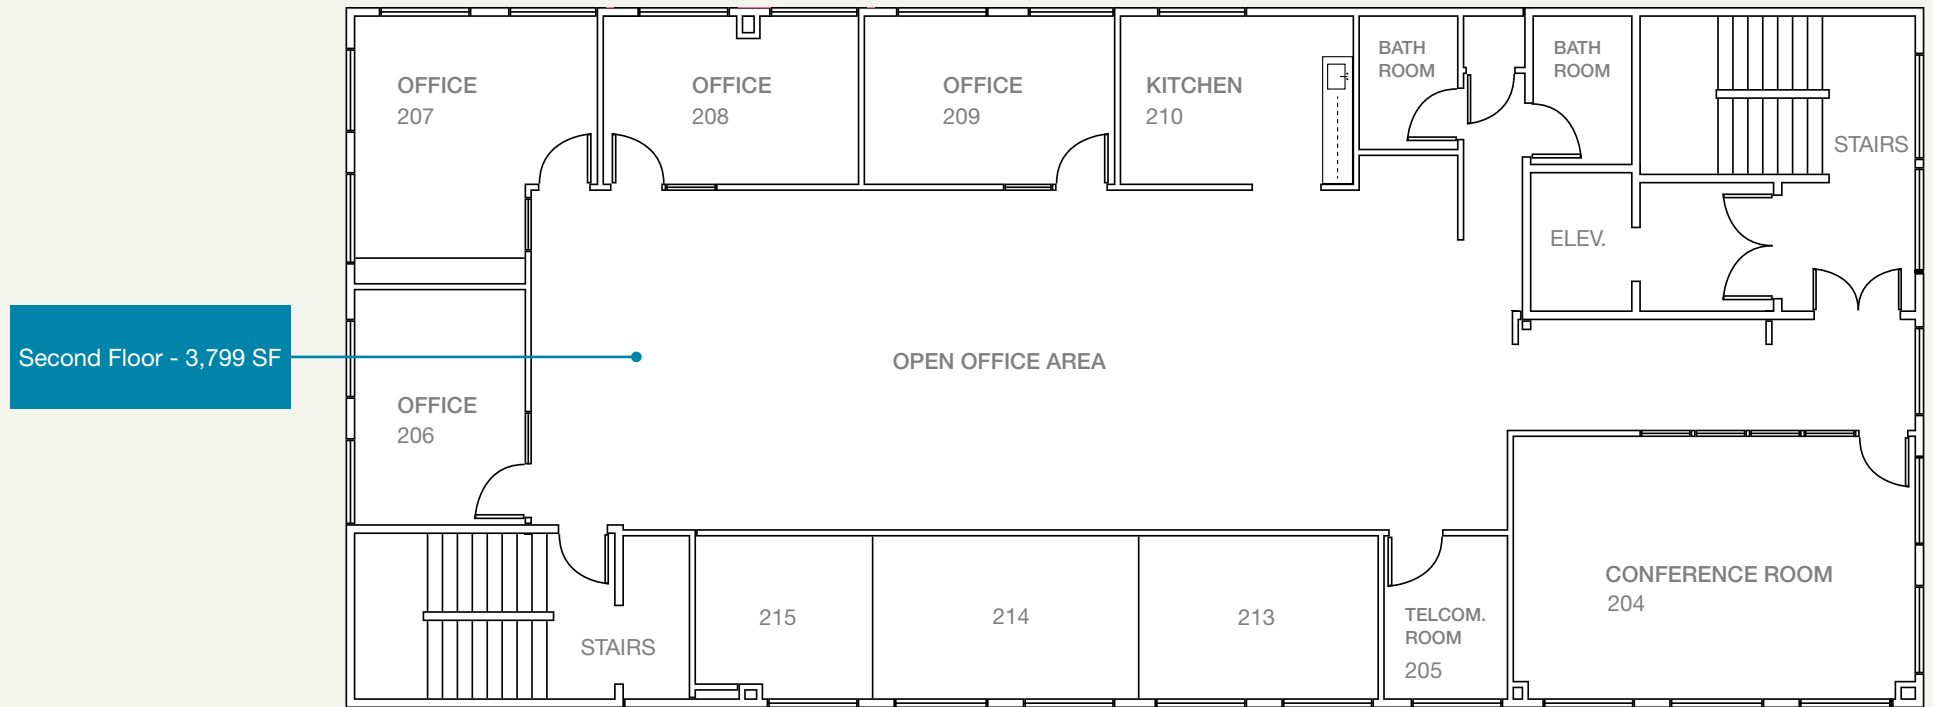 OFFICE
207
OFFICE
208
OFFICE
209
KITCHEN
210
BATH
ROOM
BATH
ROOM
STAIRS
ELEV.
Second Floor - 3,799 SF
OPEN OFFICE AREA
OFFICE
206
STAIRS
215
214
213
TELCOM.
ROOM
205
CONFERENCE ROOM
204